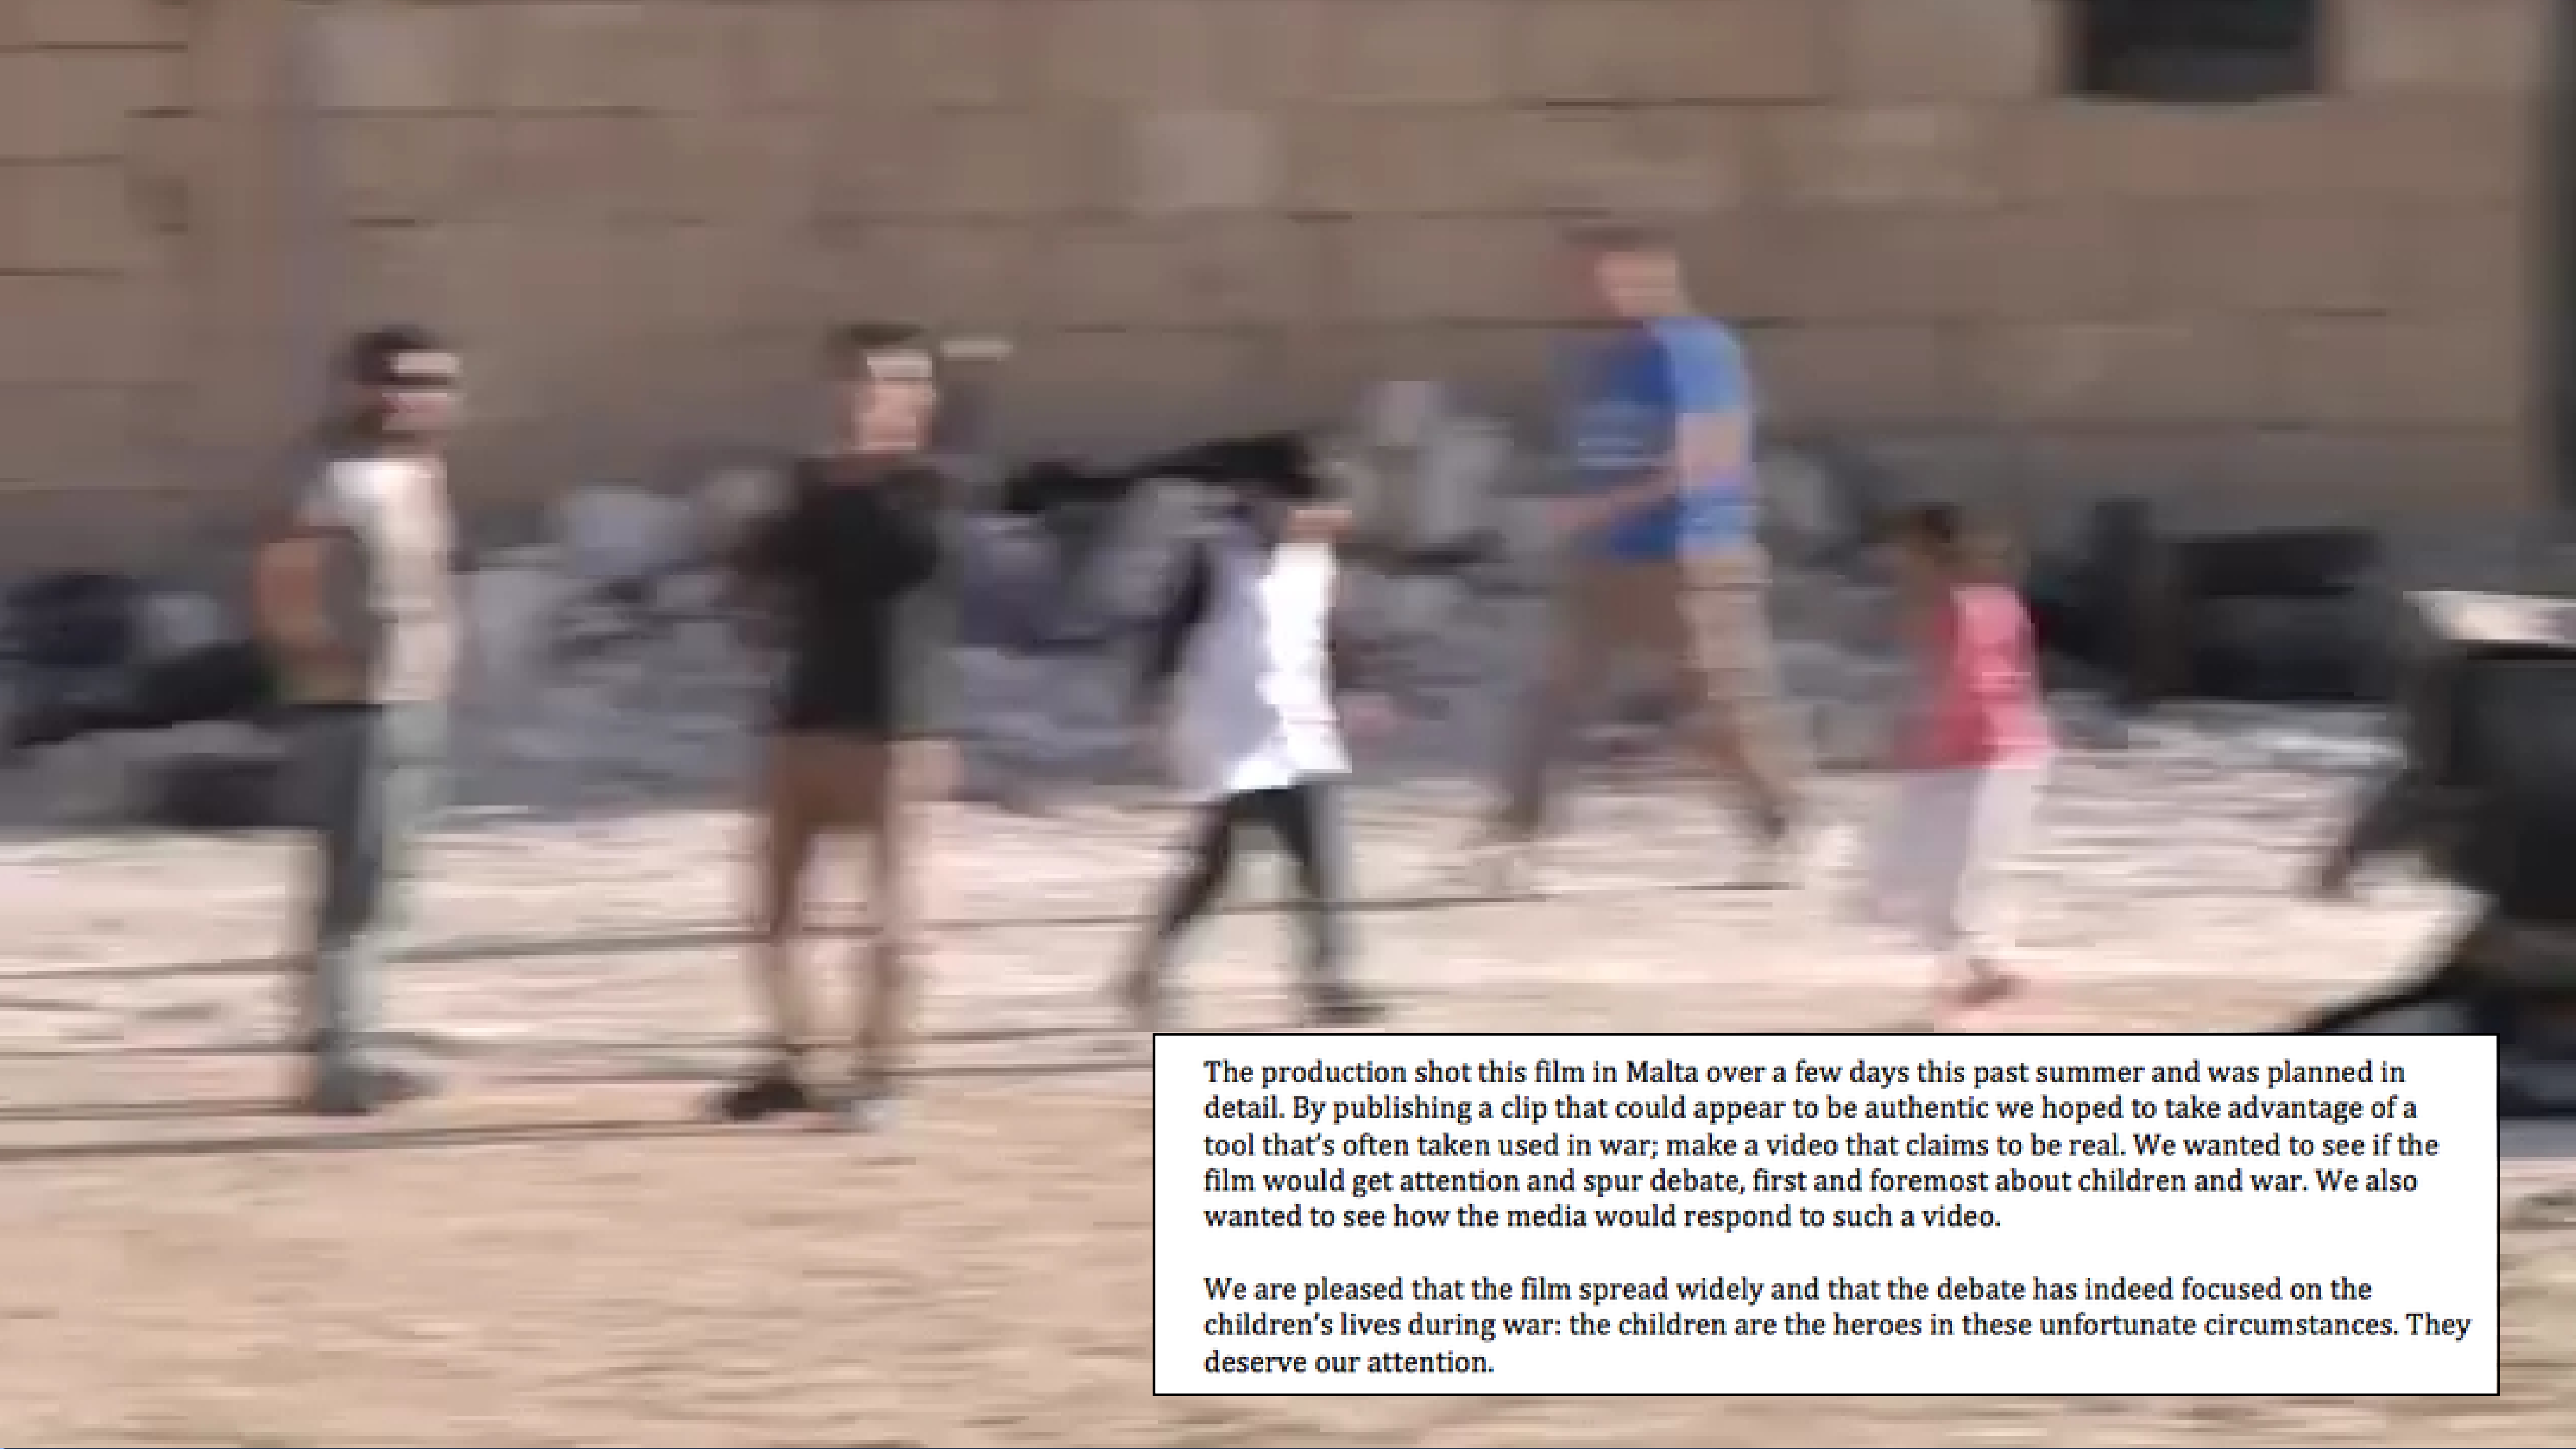 The production shot this film in Malta over a few days this past summer and was planned in
detail. By publishing a clip that could appear to be authentic we hoped to take advantage of a
tool that's often taken used in war; make a video that claims to be real. We wanted to see if the
film would get attention and spur debate, first and foremost about children and war. We also
wanted to see how the media would respond to such a video.
We are pleased that the film spread widely and that the debate has indeed focused on the
children's lives during war: the children are the heroes in these unfortunate circumstances. They
deserve our attention.